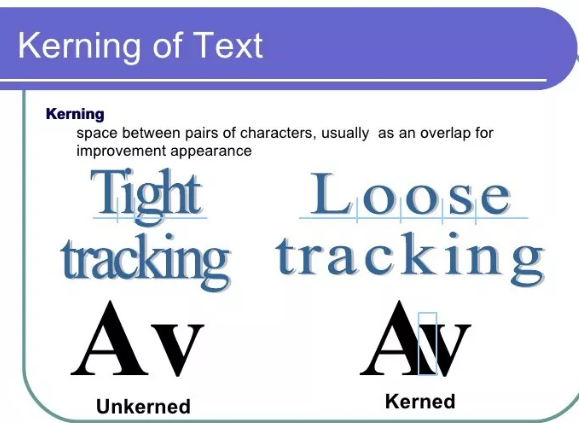 Kerning of Text
Kerning
space between pairs of characters, usually as an overlap for
improvement appearance
Tight Loose
tracking tracking
Av Av
Unkerned Kerned